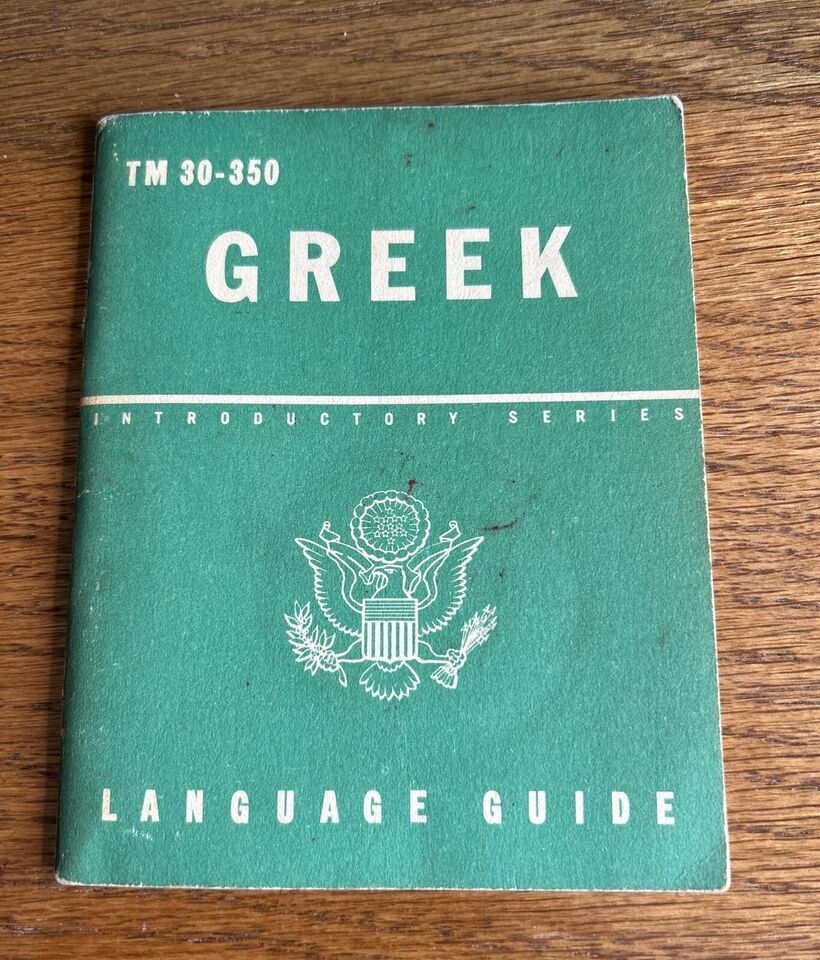 TM 30-350
GREEK
INTRODUCTORY SERIES
LANGUAGE GUIDE